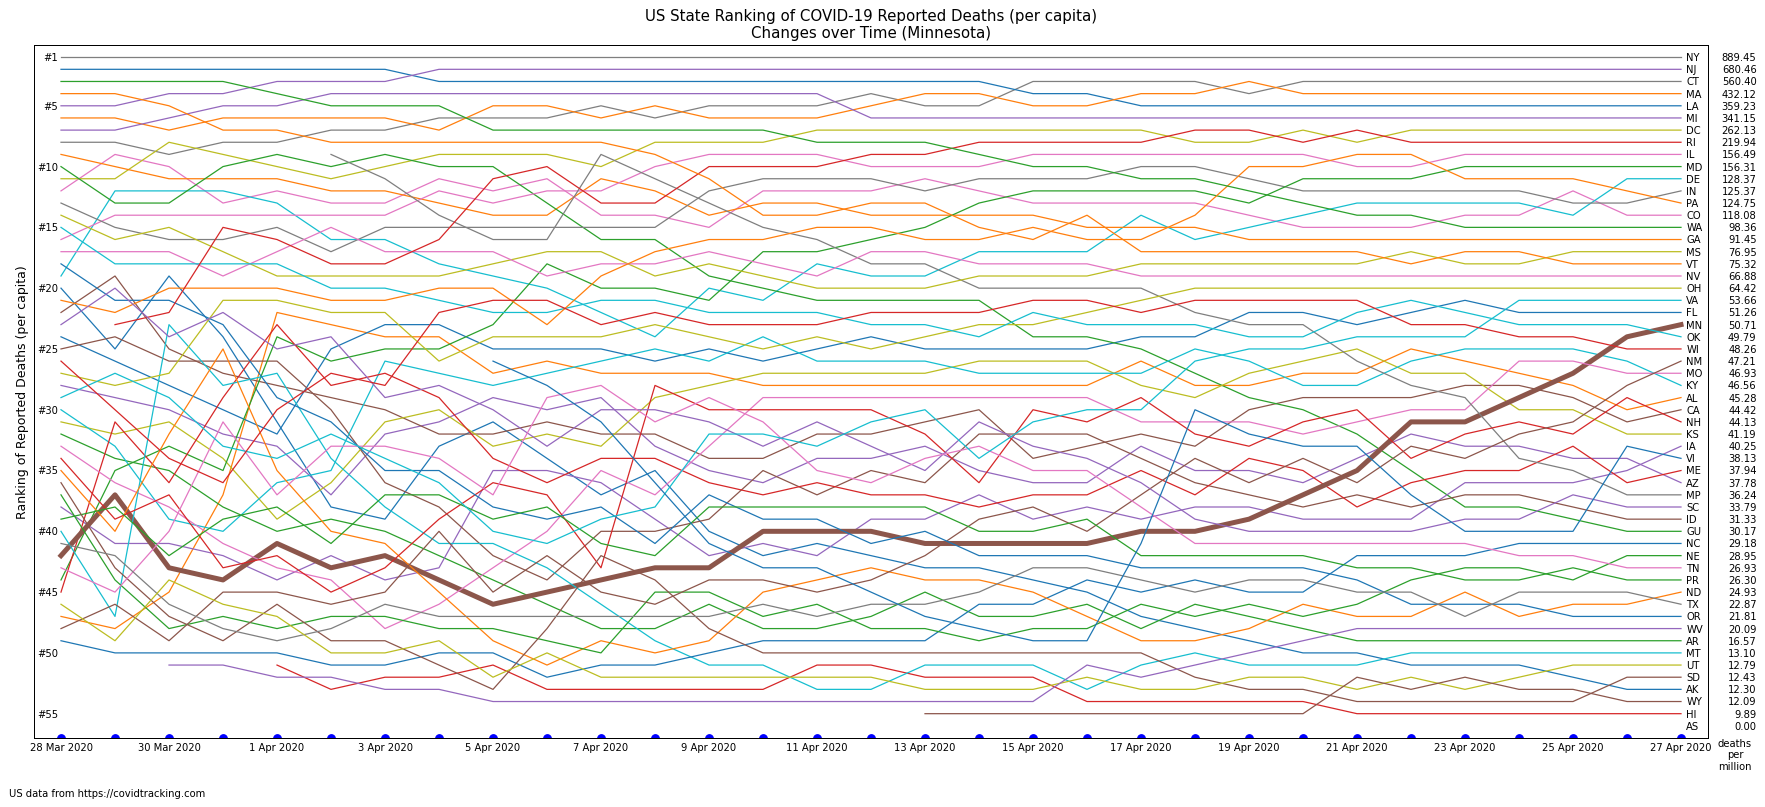 US State Ranking of COVID-19 Reported Deaths (per capita)
Changes over Time (Minnesota)
Ranking of Reported Deaths (per capita)
#1
#5
#10
#15
#20
#25
#30
#35
#40
#45
#50
#55
NY 889.45
NJ 680.46
CT 560.40
MA 432.12
LA 359.23
MI 341.15
DC 262.13
RI 219.94
IL 156.49
MD 156.31
DE 128.37
IN 125.37
PA 124.75
CO 118.08
WA 98.36
GA 91.45
MS 76.95
VT 75.32
NV 66.88
OH 64.42
VA 53.66
FL 51.26
MN 50.71
OK 49.79
WI 48.26
NM 47.21
MO 46.93
KY 46.56
AL 45.28
CA 44.42
NH 44.13
KS 41.19
IA 40.25
VI 38.13
ME 37.94
AZ 37.78
MP 36.24
SC 33.79
ID 31.33
GU 30.17
NC 29.18
NE 28.95
TN 26.93
PR 26.30
ND 24.93
TX 22.87
OR 21.81
WV 20.09
AR 16.57
MT 13.10
UT 12.79
SD 12.43
AK 12.30
WY 12.09
HI 9.89
AS 0.00
28 Mar 2020 30 Mar 2020 1 Apr 2020 3 Apr 2020 5 Apr 2020 7 Apr 2020 9 Apr 2020 11 Apr 2020 13 Apr 2020 15 Apr 2020 17 Apr 2020 19 Apr 2020 21 Apr 2020 23 Apr 2020 25 Apr 2020 27 Apr 2020
deaths
per
million
US data from https://covidtracking.com